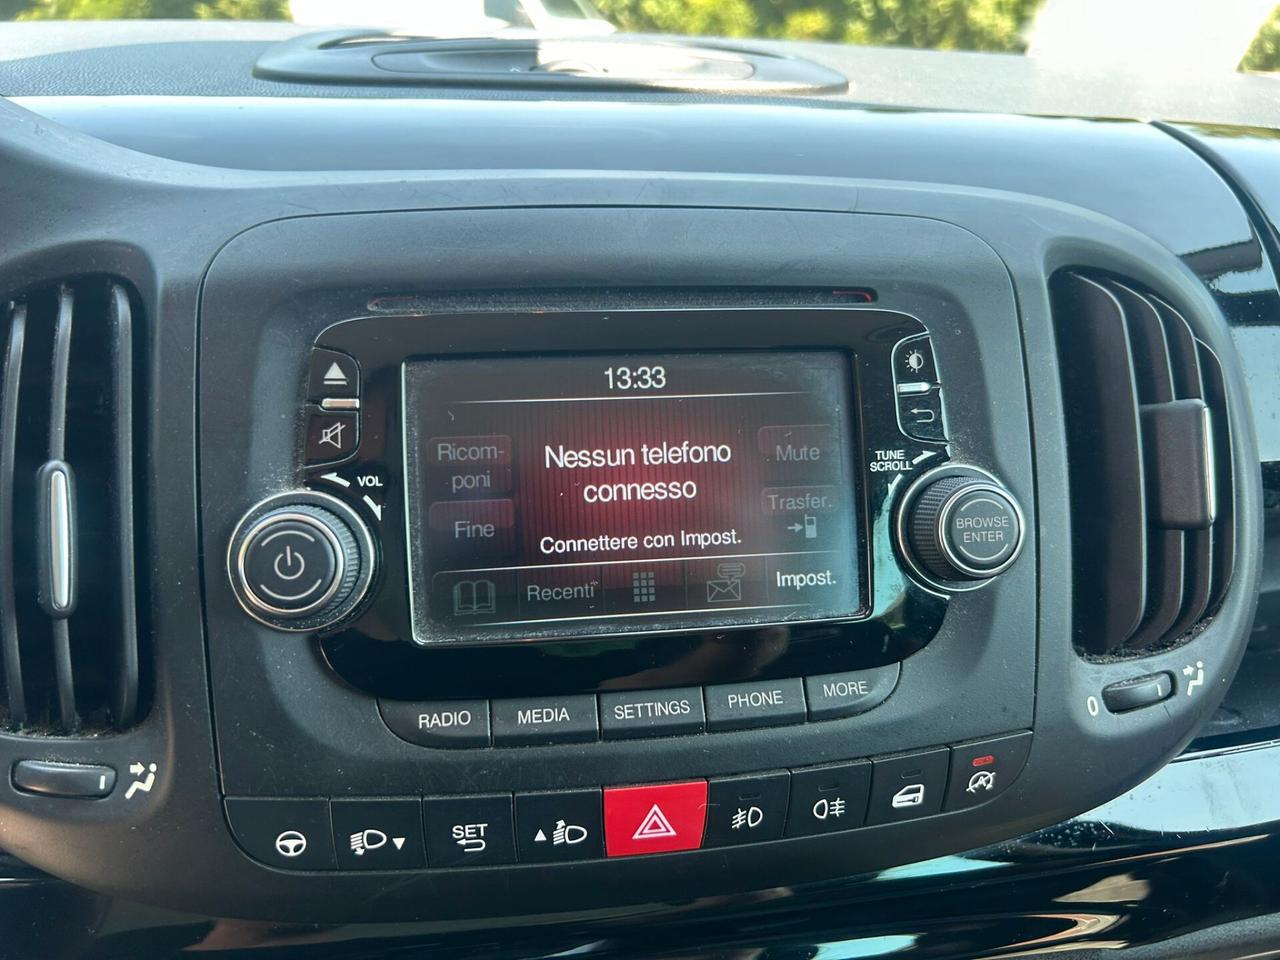 13:33
Ricom-
poni
Nessun telefono
connesso
Mute
Fine
Trasfer.
Connettere con Impost.
Recenti
Impost.
VOL
TUNE
SCROLL
BROWSE
ENTER
RADIO
MEDIA
SETTINGS
PHONE
MORE
0
I
I
SET
A